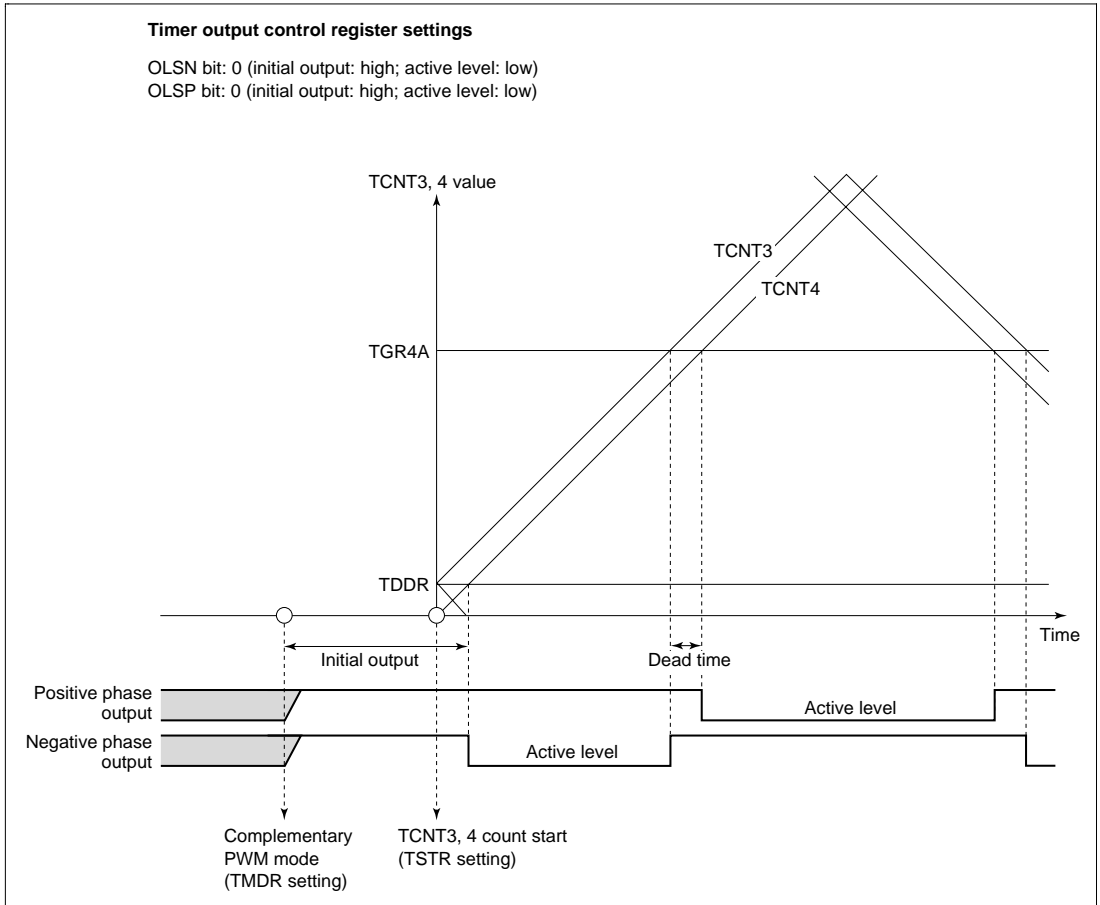 Timer output control register settings
OLSN bit: 0 (initial output: high; active level: low)
OLSP bit: 0 (initial output: high; active level: low)
TCNT3, 4 value
TCNT3
TCNT4
TGR4A
TDDR
Time
Initial output
Dead time
Positive phase
output
Active level
Negative phase
output
Active level
Complementary
PWM mode
(TMDR setting)
TCNT3, 4 count start
(TSTR setting)